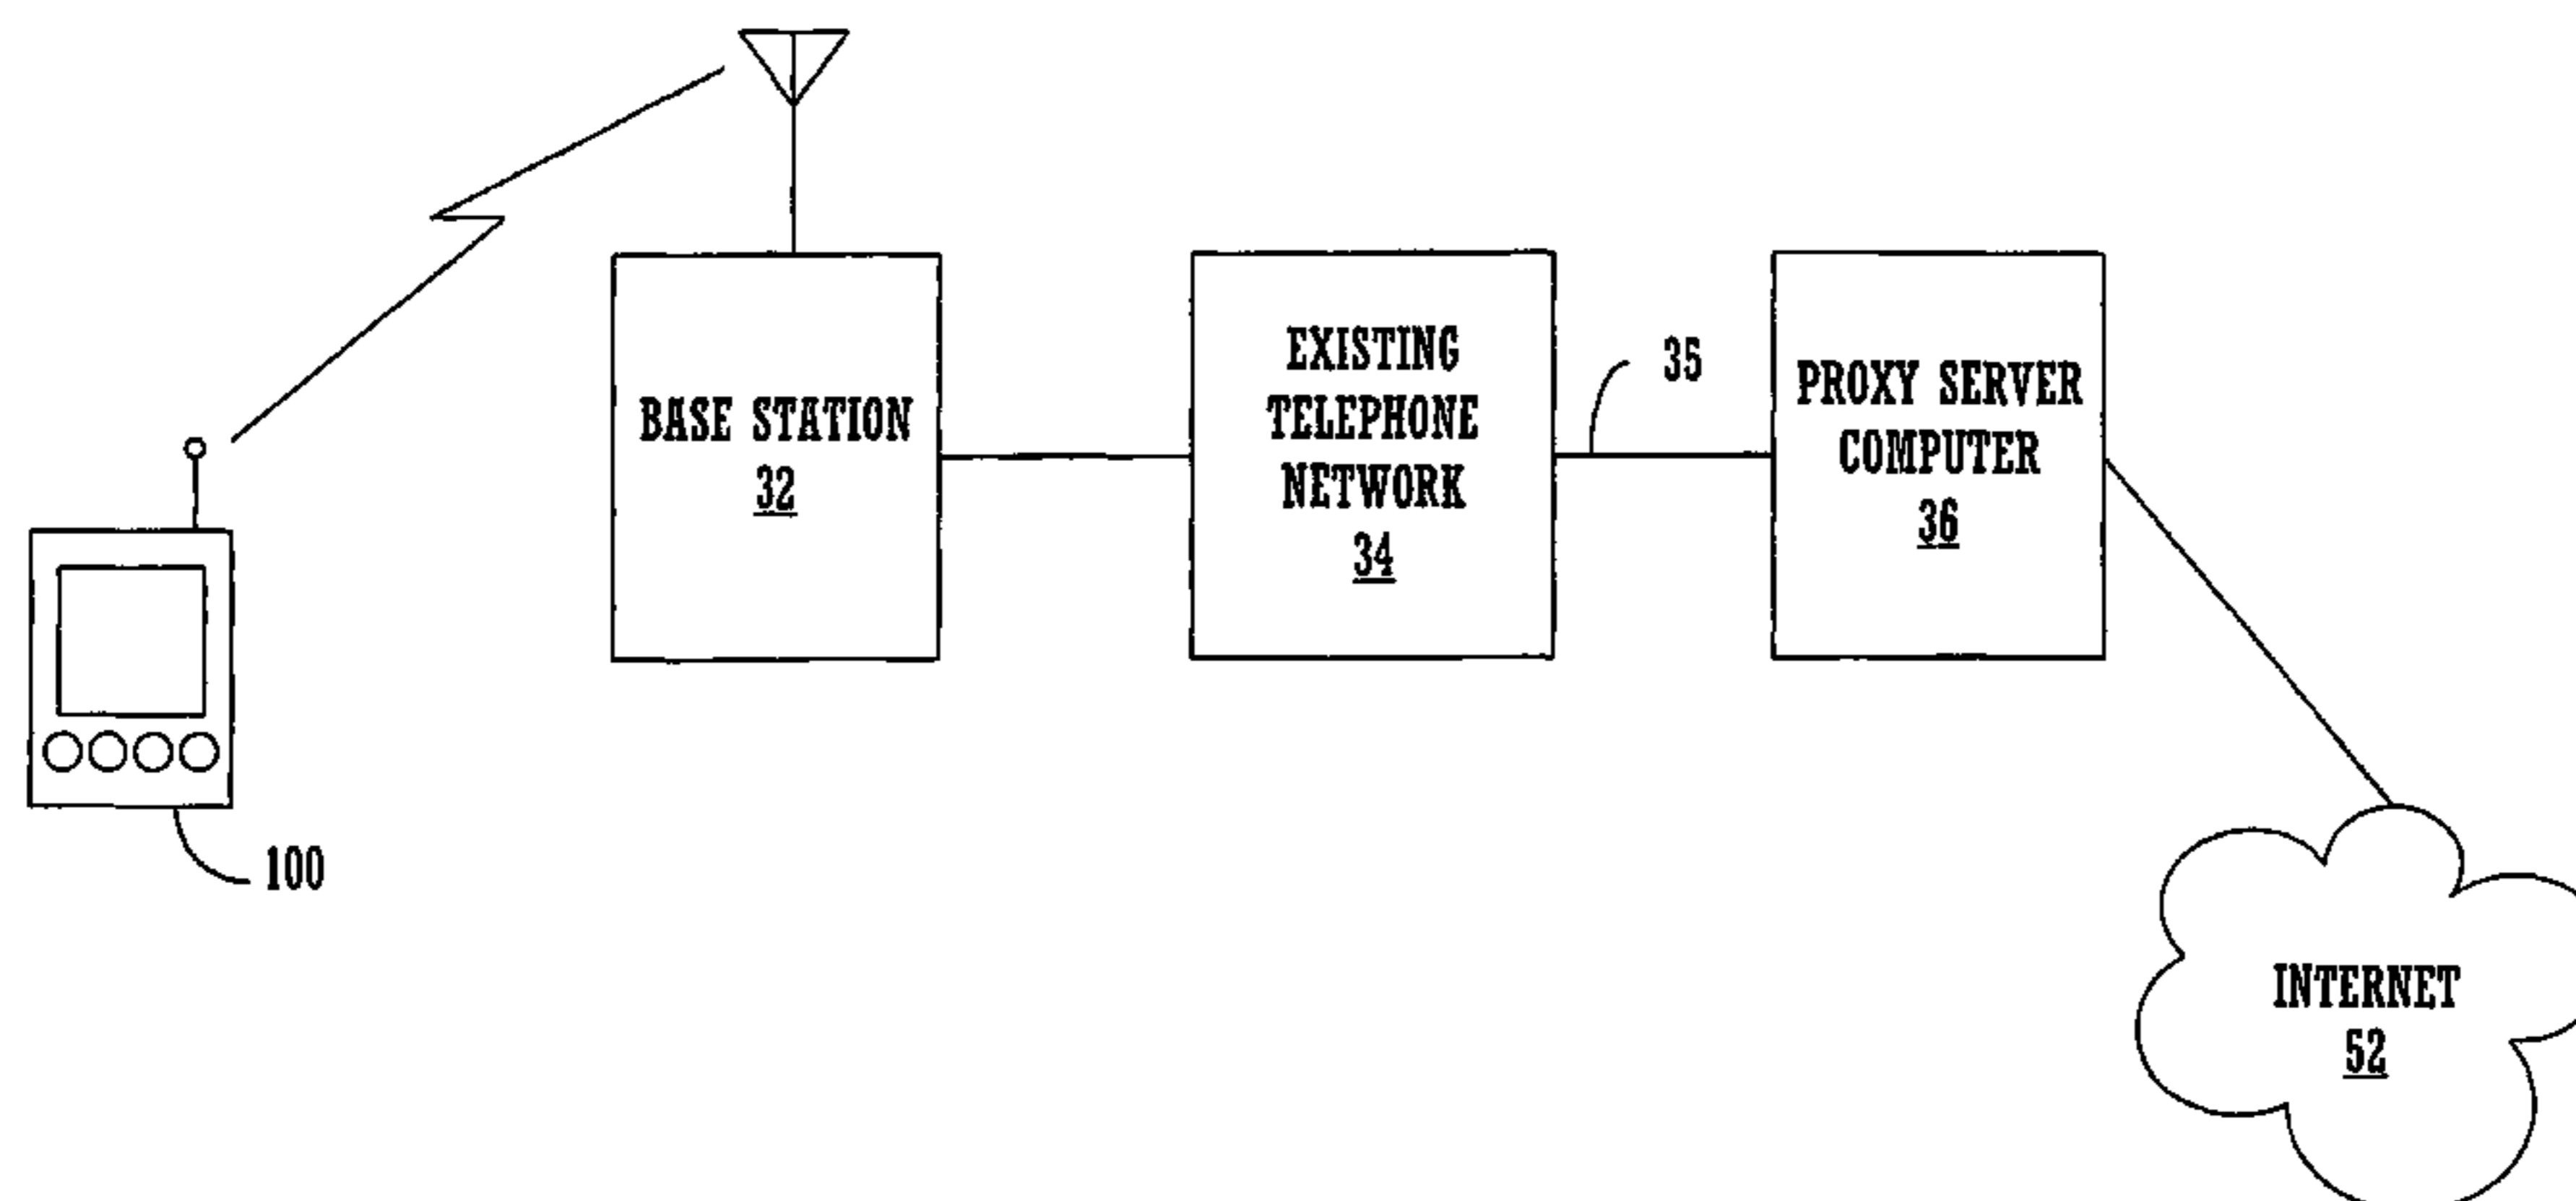 BASE STATION
32
EXISTING
TELEPHONE
NETWORK
34
35
PROXY SERVER
COMPUTER
36
100
INTERNET
52